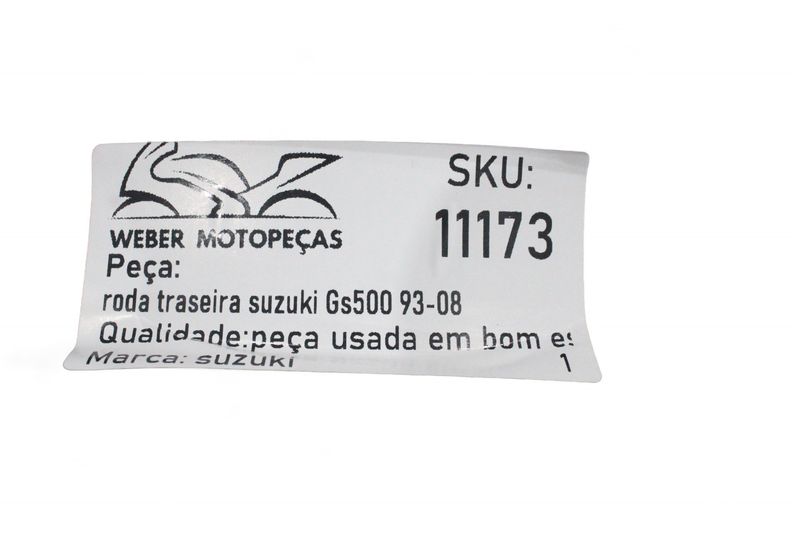 WEBER MOTOPEÇAS
SKU:
11173
Peça:
roda traseira suzuki Gs500 93-08
Qualidade:peça usada em bom es
Marca: suzuki
1